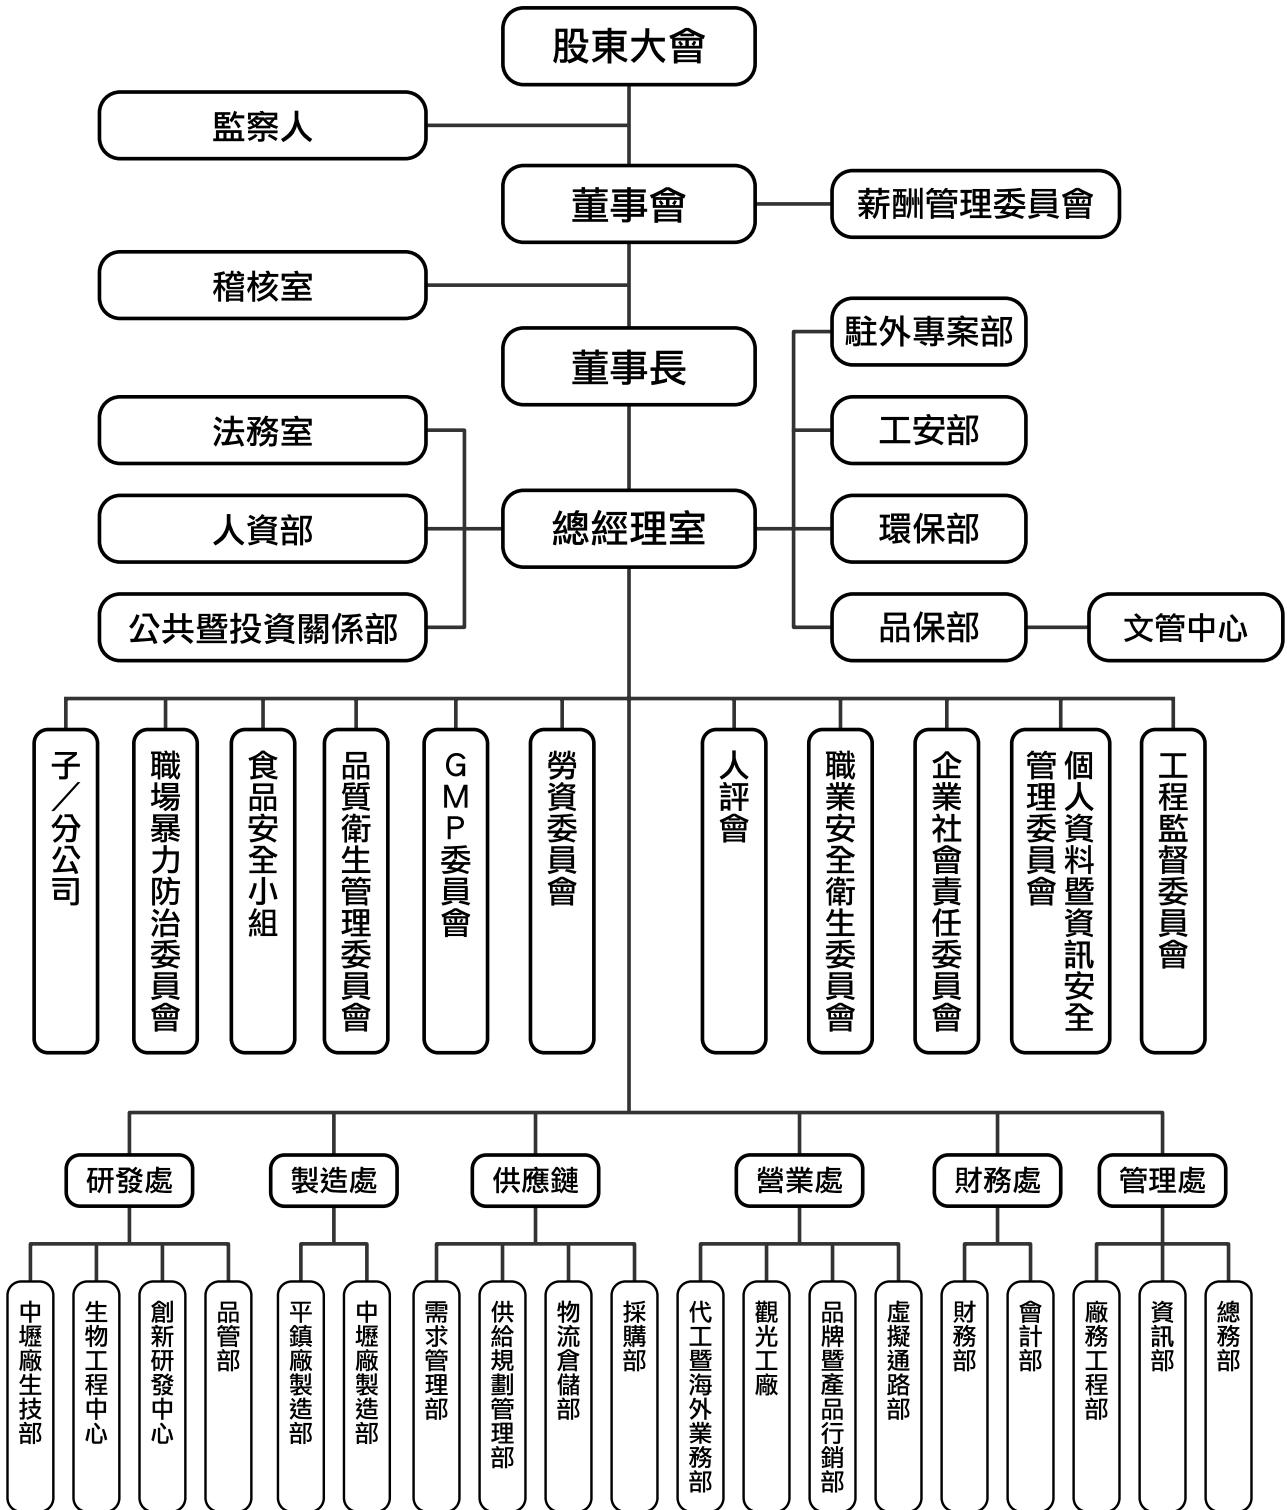 股東大會
監察人
董事會
薪酬管理委員會
稽核室
董事長
駐外專案部
法務室
工安部
人資部
總經理室
環保部
公共暨投資關係部
品保部
文管中心
子／分公司
職場暴力防治委員會
食品安全小組
品質衛生管理委員會
GMP委員會
勞資委員會
人評會
職業安全衛生委員會
企業社會責任委員會
個人資料暨資訊安全
管理委員會
工程監督委員會
研發處
製造處
供應鏈
營業處
財務處
管理處
中壢廠生技部
生物工程中心
創新研發中心
品管部
平鎮廠製造部
中壢廠製造部
需求管理部
供給規劃管理部
物流倉儲部
採購部
代工暨海外業務部
觀光工廠
品牌暨產品行銷部
虛擬通路部
財務部
會計部
廠務工程部
資訊部
總務部